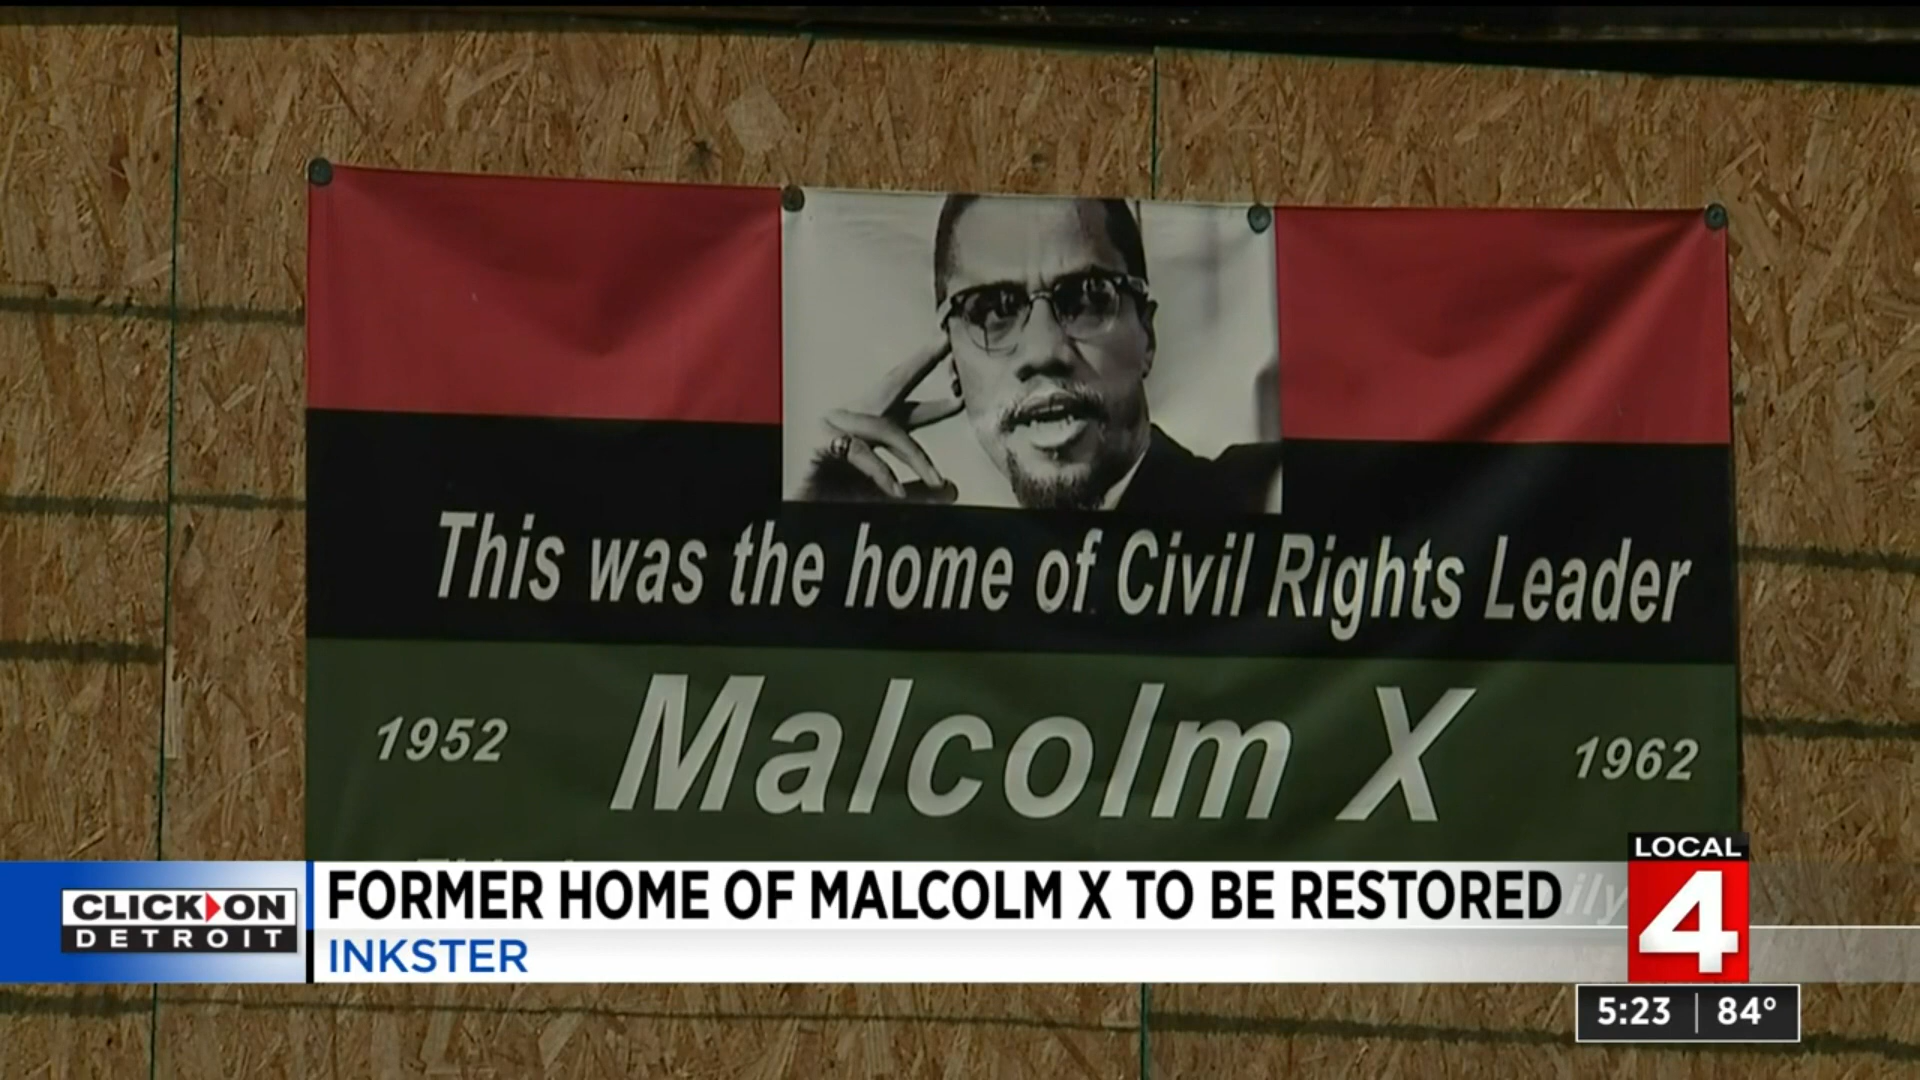 This was the home of Civil Rights Leader
1952 Malcolm X 1962
CLICK ON
DETROIT
FORMER HOME OF MALCOLM X TO BE RESTORED
INKSTER
LOCAL
4
5:23 84°